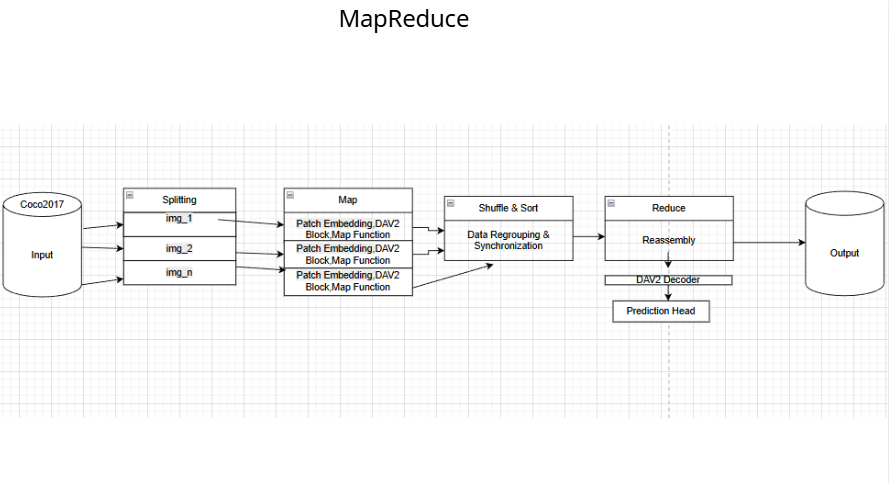 MapReduce
Coco2017
Input
Splitting
img_1
img_2
img_n
Map
Patch Embedding,DAV2
Block,Map Function
Patch Embedding,DAV2
Block,Map Function
Patch Embedding,DAV2
Block,Map Function
Shuffle & Sort
Data Regrouping &
Synchronization
Reduce
Reassembly
DAV2 Decoder
Prediction Head
Output